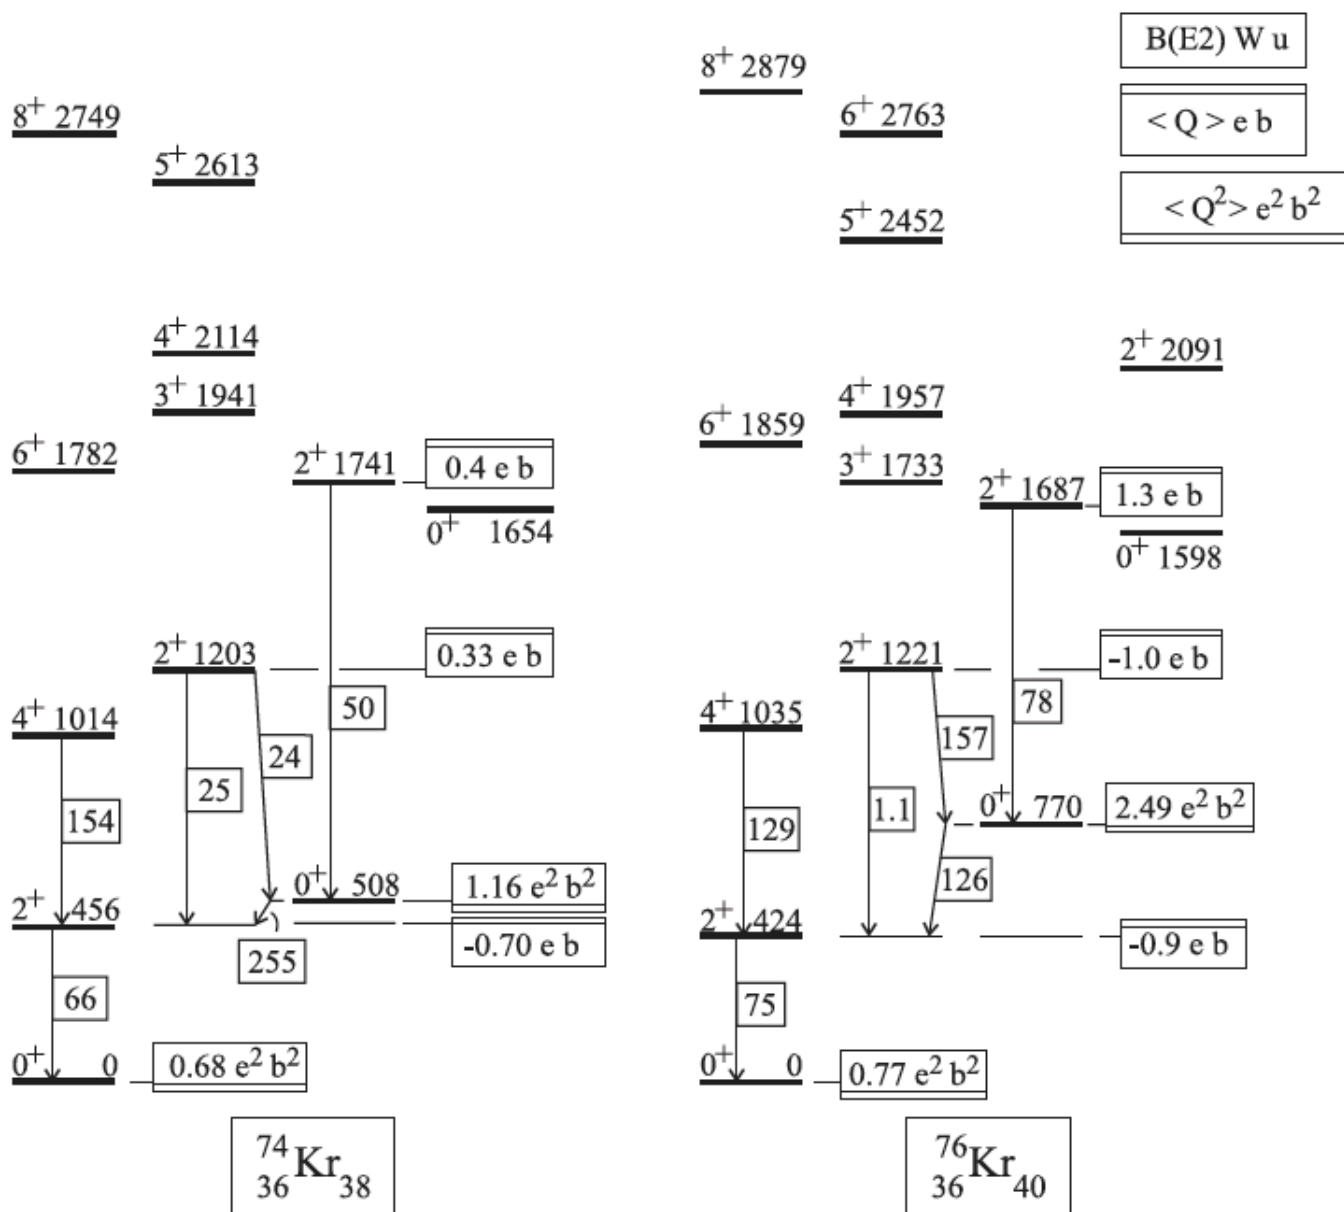 B(E2) W u
< Q > e b
< Q² > e² b²
8⁺ 2749
5⁺ 2613
4⁺ 2114
3⁺ 1941
6⁺ 1782
2⁺ 1741
0.4 e b
0⁺ 1654
2⁺ 1203
0.33 e b
4⁺ 1014
50
24
25
154
0⁺ 508
1.16 e² b²
2⁺ 456
-0.70 e b
255
66
0⁺ 0
0.68 e² b²
⁷⁴₃₆Kr₃₈
8⁺ 2879
6⁺ 2763
5⁺ 2452
2⁺ 2091
4⁺ 1957
6⁺ 1859
3⁺ 1733
2⁺ 1687
1.3 e b
0⁺ 1598
2⁺ 1221
-1.0 e b
4⁺ 1035
78
157
1.1
129
0⁺ 770
2.49 e² b²
126
2⁺ 424
-0.9 e b
75
0⁺ 0
0.77 e² b²
⁷⁶₃₆Kr₄₀